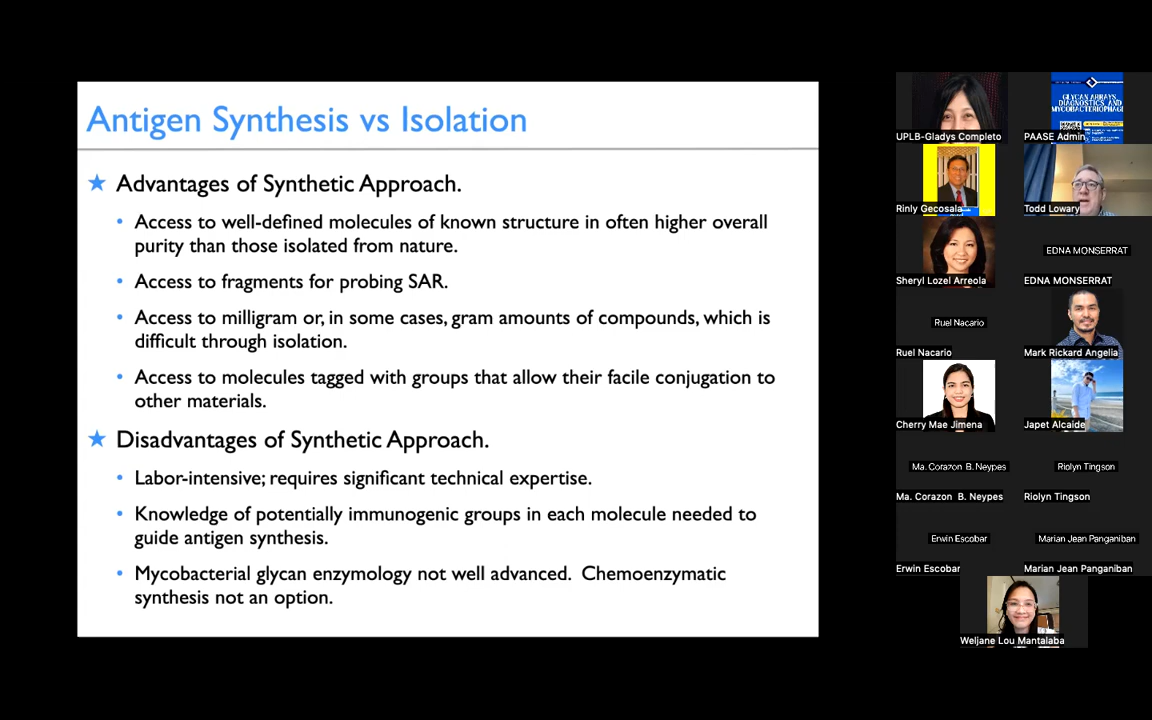 Antigen Synthesis vs Isolation
★ Advantages of Synthetic Approach.
• Access to well-defined molecules of known structure in often higher overall
purity than those isolated from nature.
• Access to fragments for probing SAR.
• Access to milligram or, in some cases, gram amounts of compounds, which is
difficult through isolation.
• Access to molecules tagged with groups that allow their facile conjugation to
other materials.
★ Disadvantages of Synthetic Approach.
• Labor-intensive; requires significant technical expertise.
• Knowledge of potentially immunogenic groups in each molecule needed to
guide antigen synthesis.
• Mycobacterial glycan enzymology not well advanced. Chemoenzymatic
synthesis not an option.
UPLB-Gladys Completo
GLYCAN ARRAYS,
DIAGNOSTICS AND
MYCOBACTERIOPHAGE
PAASE Admin
Rinly Gecosala
Todd Lowary
Sheryl Lozel Arreola
EDNA MONSERRAT
EDNA MONSERRAT
Ruel Nacario
Ruel Nacario
Mark Rickard Angelia
Cherry Mae Jimena
Japet Alcaide
Ma. Corazon B. Neypes
Riolyn Tingson
Ma. Corazon B. Neypes
Riolyn Tingson
Erwin Escobar
Marian Jean Panganiban
Erwin Escobar
Marian Jean Panganiban
Weljane Lou Mantalaba